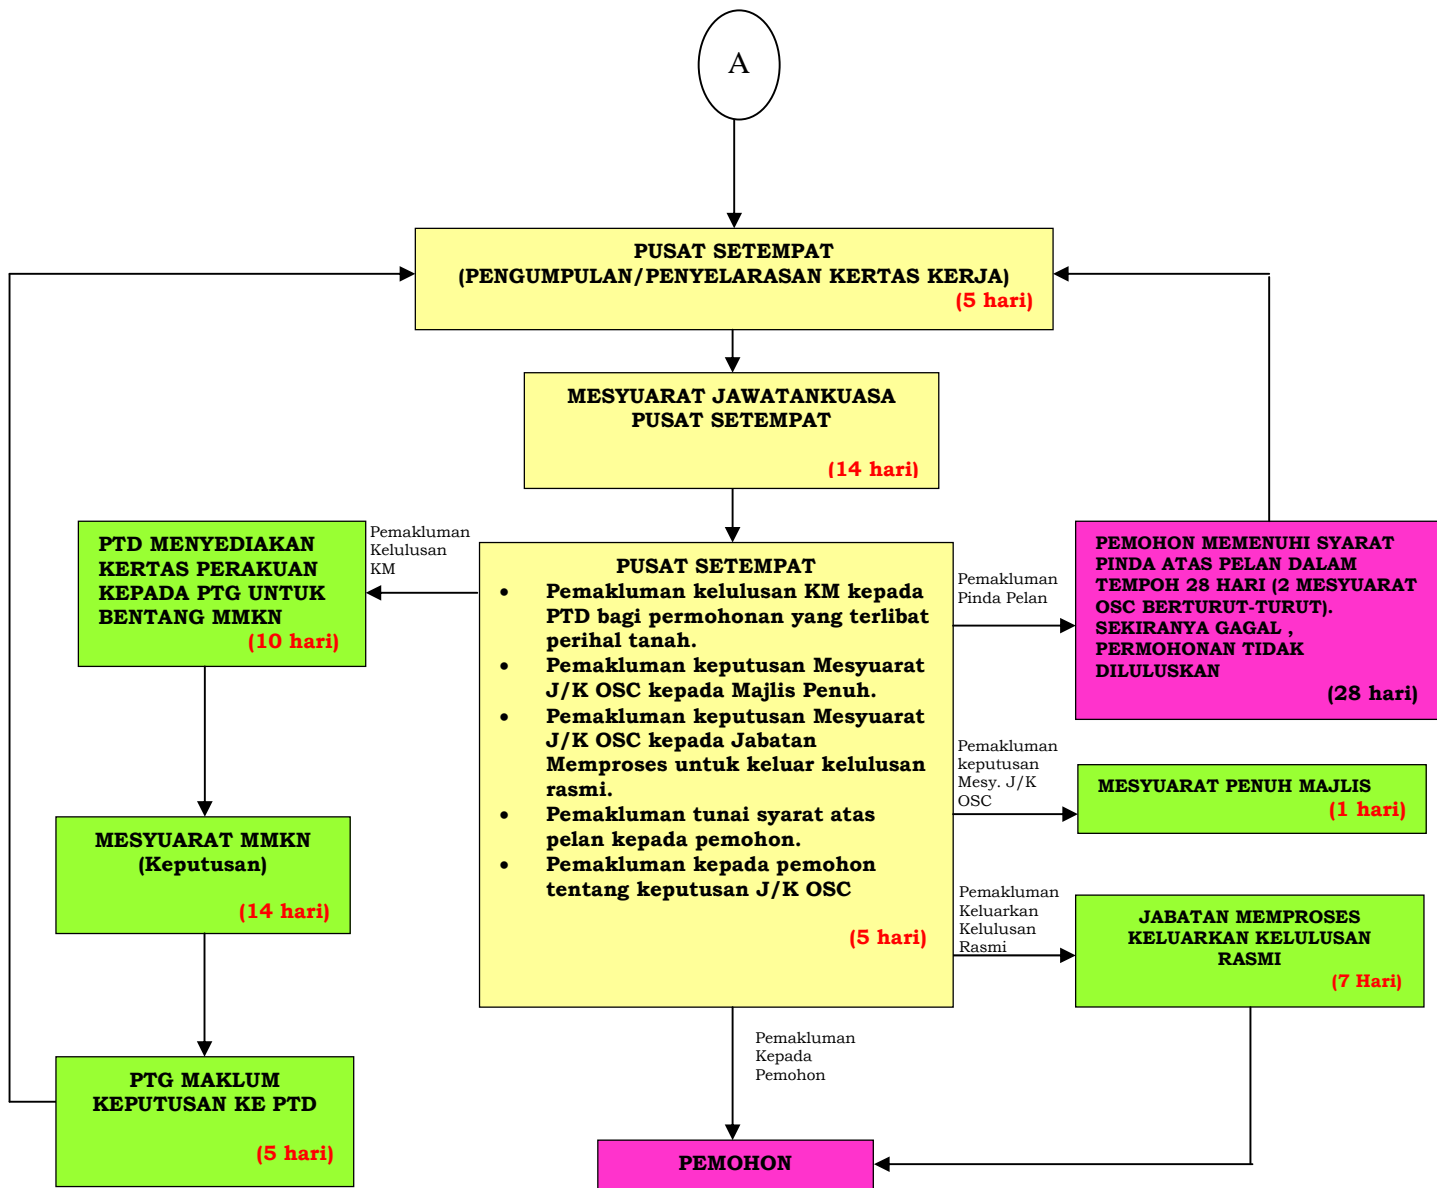 A
PUSAT SETEMPAT
(PENGUMPULAN/PENYELARASAN KERTAS KERJA)
(5 hari)
MESYUARAT JAWATANKUASA
PUSAT SETEMPAT
(14 hari)
Pemakluman
Kelulusan
KM
PTD MENYEDIAKAN
KERTAS PERAKUAN
KEPADA PTG UNTUK
BENTANG MMKN
(10 hari)
MESYUARAT MMKN
(Keputusan)
(14 hari)
PTG MAKLUM
KEPUTUSAN KE PTD
(5 hari)
PUSAT SETEMPAT
• Pemakluman kelulusan KM kepada
PTD bagi permohonan yang terlibat
perihal tanah.
• Pemakluman keputusan Mesyuarat
J/K OSC kepada Majlis Penuh.
• Pemakluman keputusan Mesyuarat
J/K OSC kepada Jabatan
Memproses untuk keluar kelulusan
rasmi.
• Pemakluman tunai syarat atas
pelan kepada pemohon.
• Pemakluman kepada pemohon
tentang keputusan J/K OSC
(5 hari)
Pemakluman
Pinda Pelan
PEMOHON MEMENUHI SYARAT
PINDA ATAS PELAN DALAM
TEMPOH 28 HARI (2 MESYUARAT
OSC BERTURUT-TURUT).
SEKIRANYA GAGAL ,
PERMOHONAN TIDAK
DILULUSKAN
(28 hari)
Pemakluman
keputusan
Mesy. J/K
OSC
MESYUARAT PENUH MAJLIS
(1 hari)
Pemakluman
Keluarkan
Kelulusan
Rasmi
JABATAN MEMPROSES
KELUARKAN KELULUSAN
RASMI
(7 Hari)
Pemakluman
Kepada
Pemohon
PEMOHON